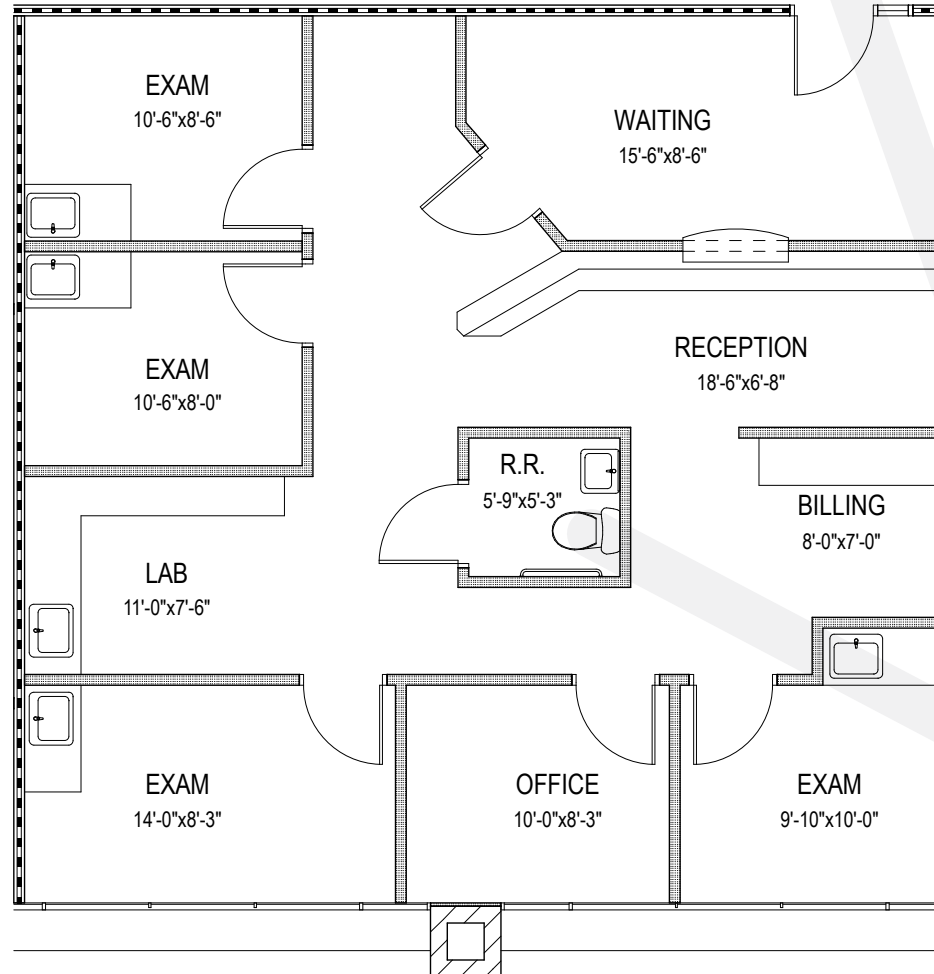 EXAM
10'-6"x8'-6"
WAITING
15'-6"x8'-6"
EXAM
10'-6"x8'-0"
RECEPTION
18'-6"x6'-8"
R.R.
5'-9"x5'-3"
BILLING
8'-0"x7'-0"
LAB
11'-0"x7'-6"
EXAM
14'-0"x8'-3"
OFFICE
10'-0"x8'-3"
EXAM
9'-10"x10'-0"